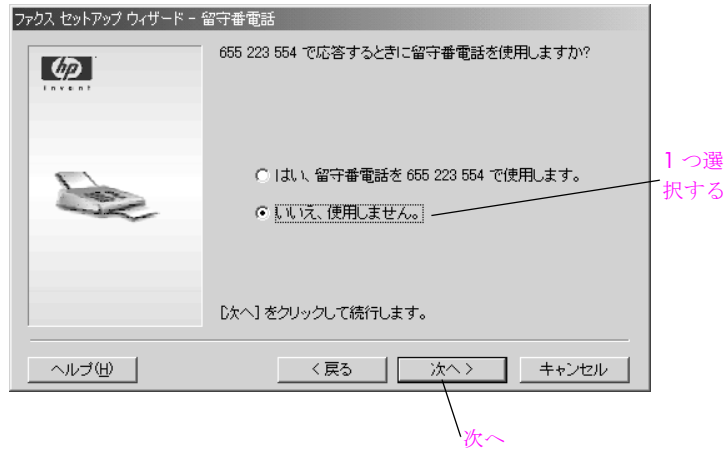 ファクス セットアップ ウィザード - 留守番電話
hp
invent
655 223 554 で応答するときに留守番電話を使用しますか?
はい、留守番電話を 655 223 554 で使用します。
いいえ、使用しません。
1 つ選
択する
[次へ] をクリックして続行します。
ヘルプ(H)
< 戻る
次へ >
キャンセル
次へ